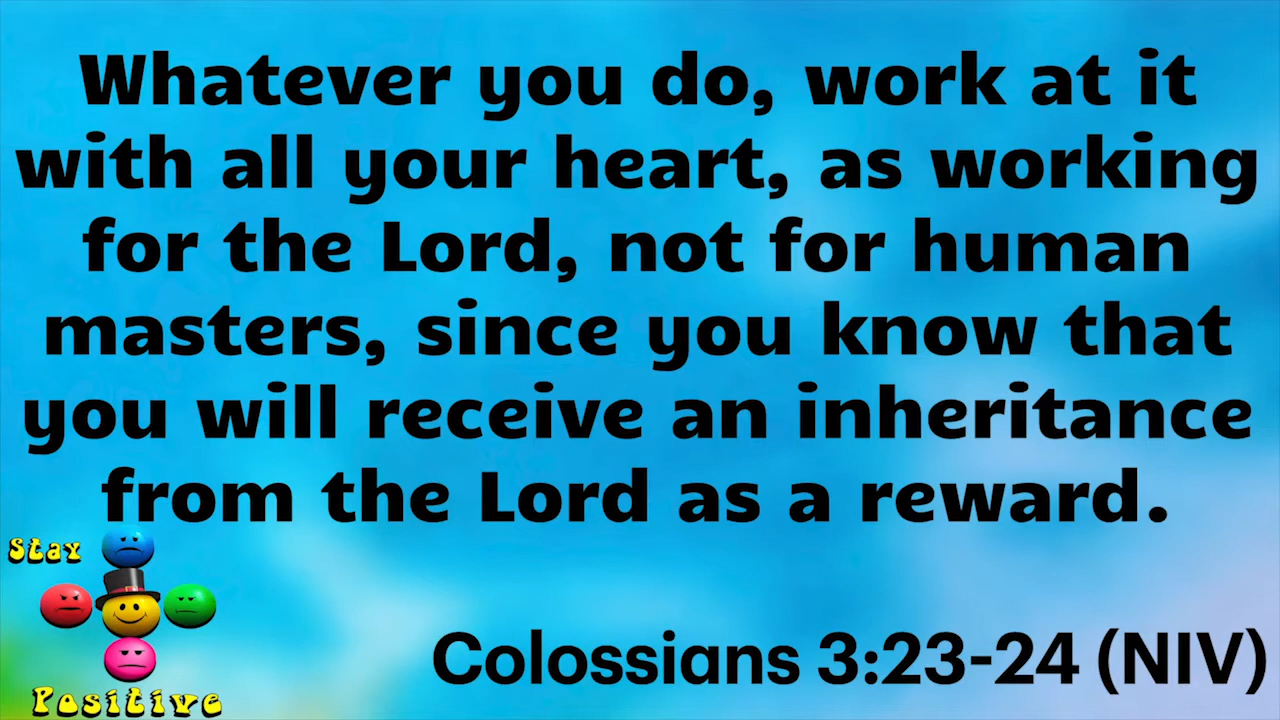 Whatever you do, work at it
with all your heart, as working
for the Lord, not for human
masters, since you know that
you will receive an inheritance
from the Lord as a reward.
Stay
Positive
Colossians 3:23-24 (NIV)